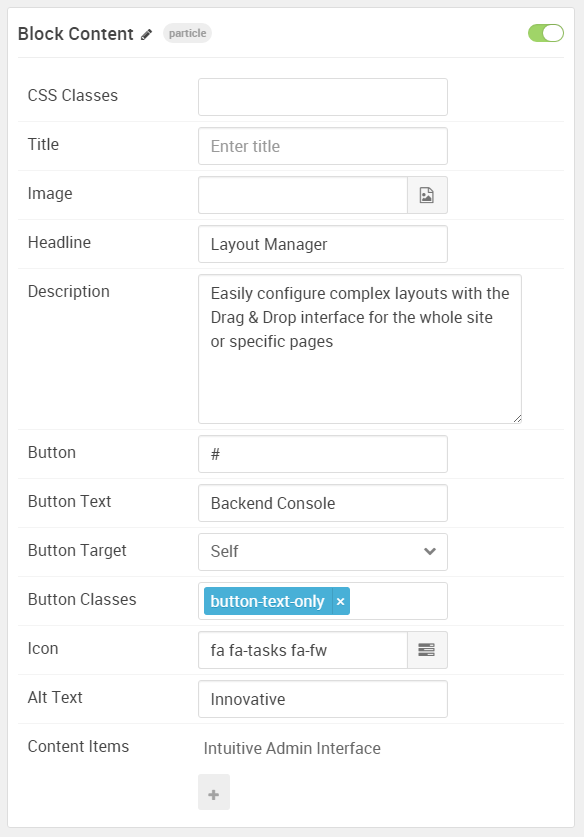 Block Content particle
CSS Classes
Title Enter title
Image
Headline Layout Manager
Description Easily configure complex layouts with the
Drag & Drop interface for the whole site
or specific pages
Button #
Button Text Backend Console
Button Target Self
Button Classes button-text-only ×
Icon fa fa-tasks fa-fw
Alt Text Innovative
Content Items Intuitive Admin Interface
+